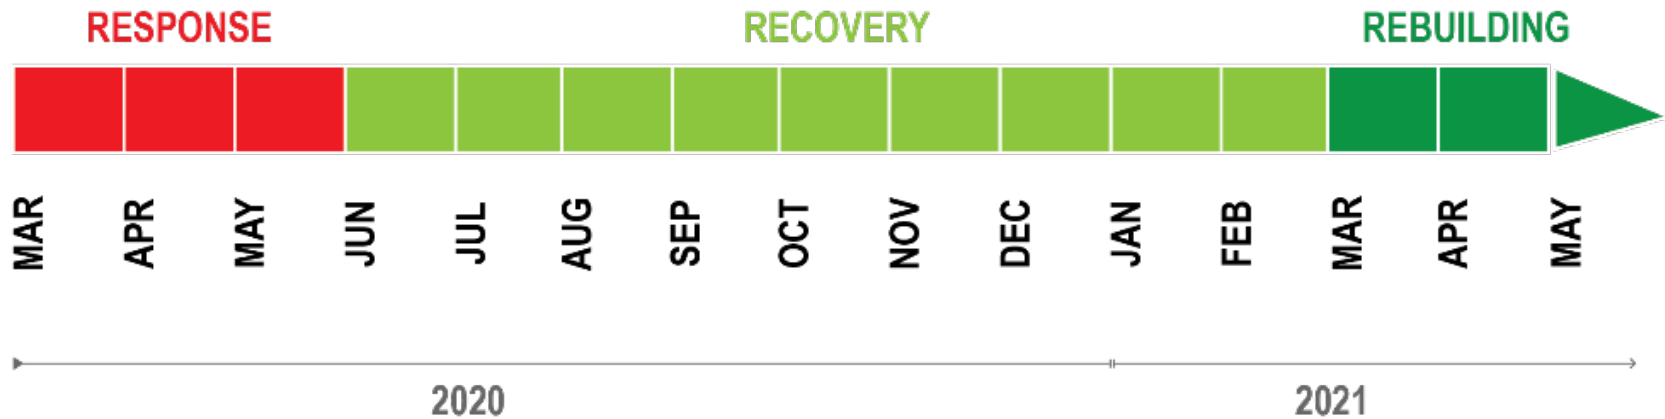 RESPONSE RECOVERY REBUILDING
MAR APR MAY JUN JUL AUG SEP OCT NOV DEC JAN FEB MAR APR MAY
2020 2021